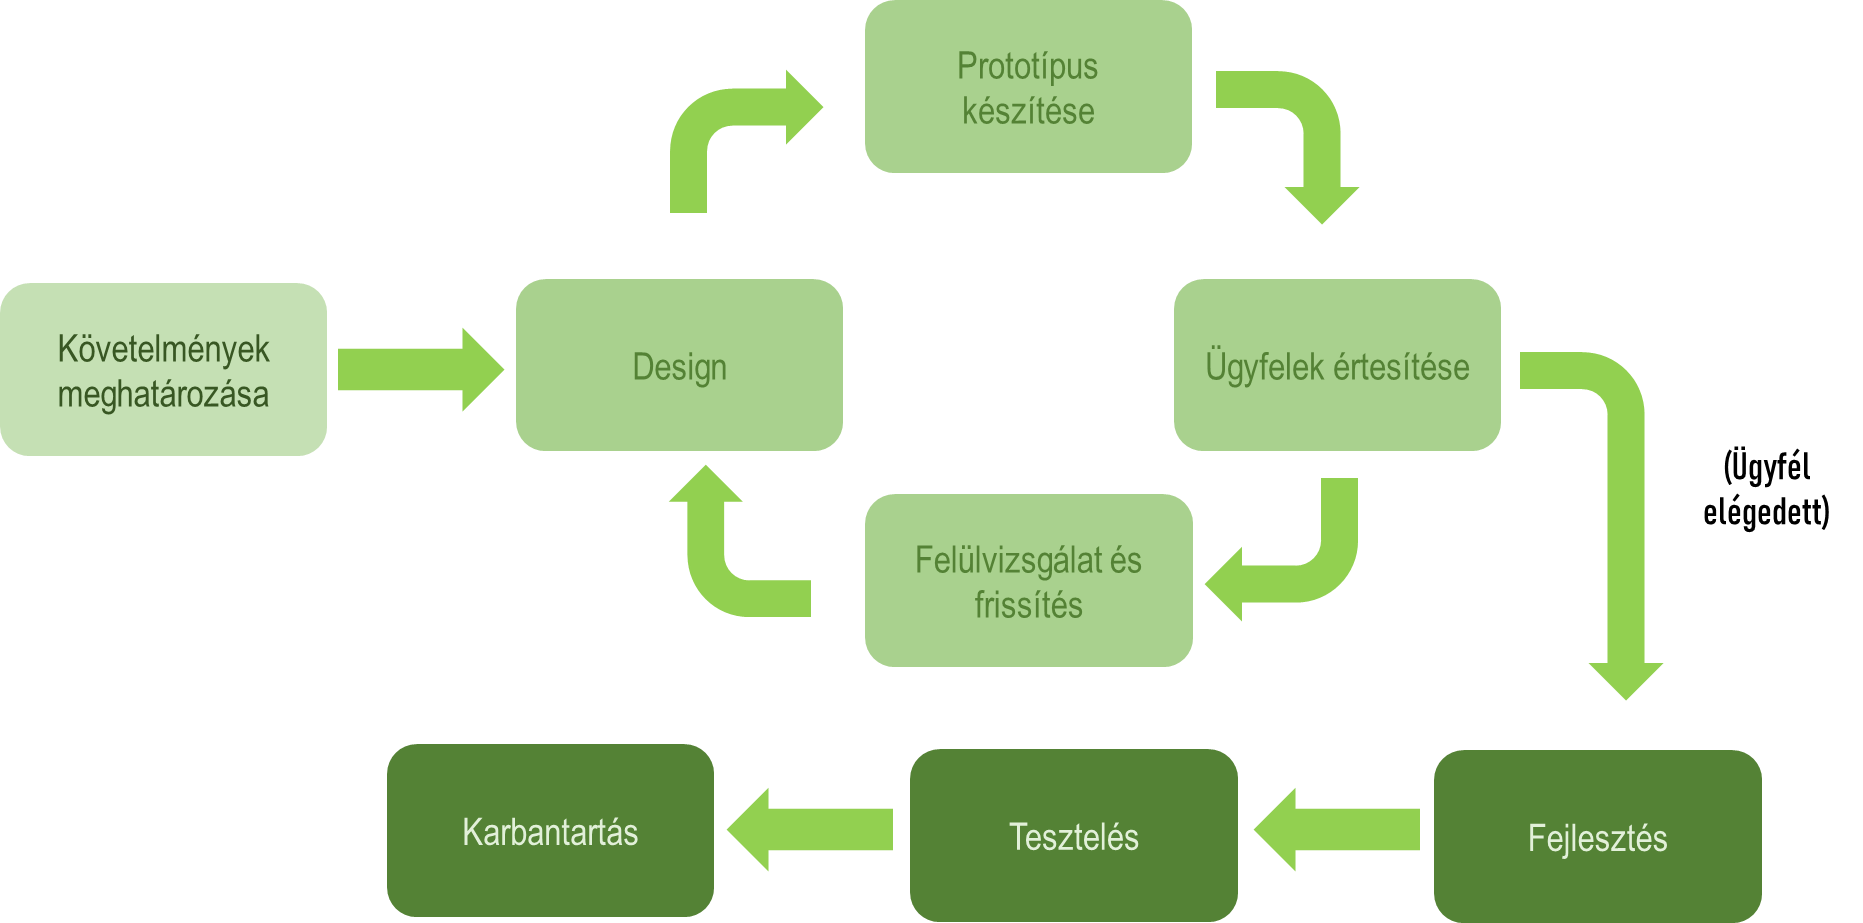 Prototípus
készítése
Követelmények
meghatározása
Design
Ügyfelek értesítése
(Ügyfél
elégedett)
Felülvizsgálat és
frissítés
Karbantartás
Tesztelés
Fejlesztés